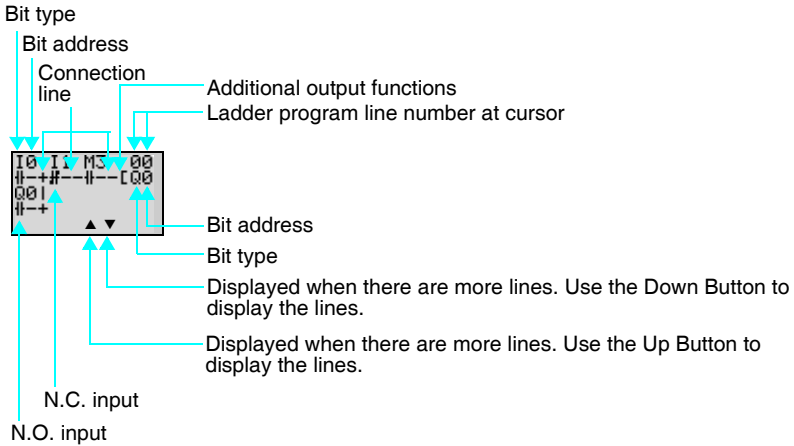 Bit type
Bit address
Connection
line
Additional output functions
Ladder program line number at cursor
I0 I1 M3 00
[Q0
Q0
Bit address
Bit type
Displayed when there are more lines. Use the Down Button to
display the lines.
Displayed when there are more lines. Use the Up Button to
display the lines.
N.C. input
N.O. input